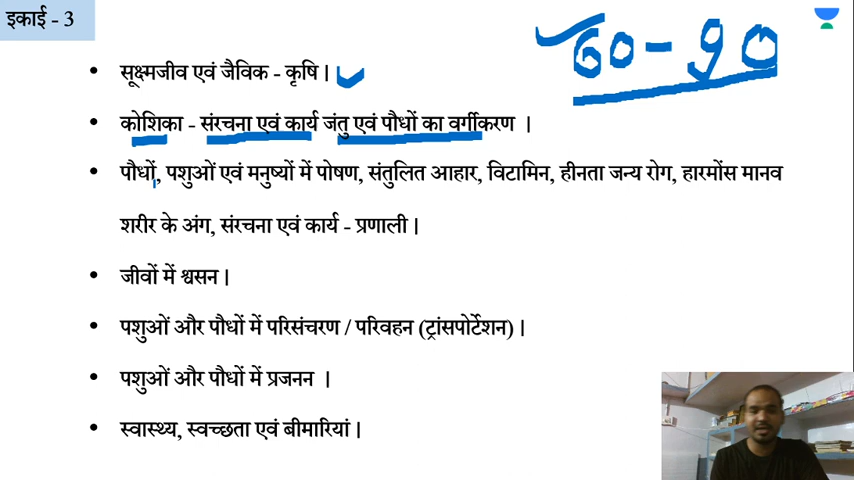 इकाई - 3
60 - 90
• सूक्ष्मजीव एवं जैविक - कृषि |
• कोशिका - संरचना एवं कार्य जंतु एवं पौधों का वर्गीकरण |
• पौधों, पशुओं एवं मनुष्यों में पोषण, संतुलित आहार, विटामिन, हीनता जन्य रोग, हारमोंस मानव
शरीर के अंग, संरचना एवं कार्य - प्रणाली |
• जीवों में श्वसन |
• पशुओं और पौधों में परिसंचरण / परिवहन (ट्रांसपोर्टेशन) |
• पशुओं और पौधों में प्रजनन |
• स्वास्थ्य, स्वच्छता एवं बीमारियां |